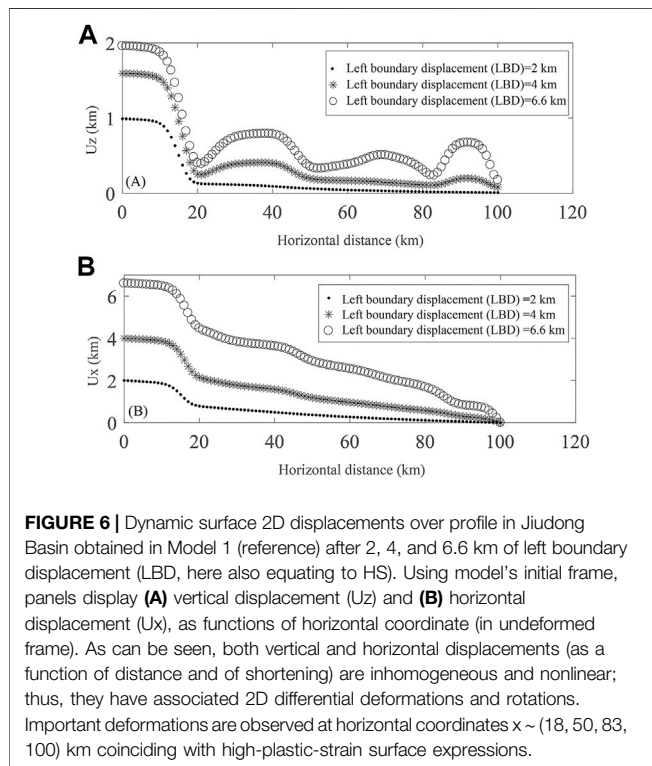 A
2
1
0
Uz (km)
Left boundary displacement (LBD)=2 km
Left boundary displacement (LBD)=4 km
Left boundary displacement (LBD)=6.6 km
(A)
0 20 40 60 80 100 120
Horizontal distance (km)
B
6
4
2
0
Ux (km)
Left boundary displacement (LBD) =2 km
Left boundary displacement (LBD) =4 km
Left boundary displacement (LBD) =6.6 km
(B)
0 20 40 60 80 100 120
Horizontal distance (km)
FIGURE 6 | Dynamic surface 2D displacements over profile in Jiudong
Basin obtained in Model 1 (reference) after 2, 4, and 6.6 km of left boundary
displacement (LBD, here also equating to HS). Using model's initial frame,
panels display (A) vertical displacement (Uz) and (B) horizontal
displacement (Ux), as functions of horizontal coordinate (in undeformed
frame). As can be seen, both vertical and horizontal displacements (as a
function of distance and of shortening) are inhomogeneous and nonlinear;
thus, they have associated 2D differential deformations and rotations.
Important deformations are observed at horizontal coordinates x ~ (18, 50, 83,
100) km coinciding with high-plastic-strain surface expressions.